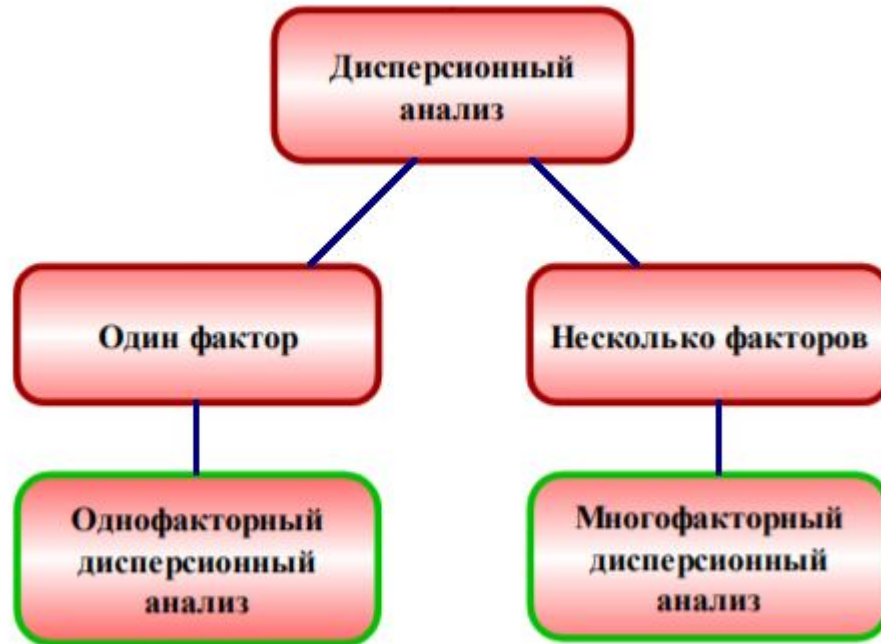 Дисперсионный
анализ
Один фактор
Несколько факторов
Однофакторный
дисперсионный
анализ
Многофакторный
дисперсионный
анализ